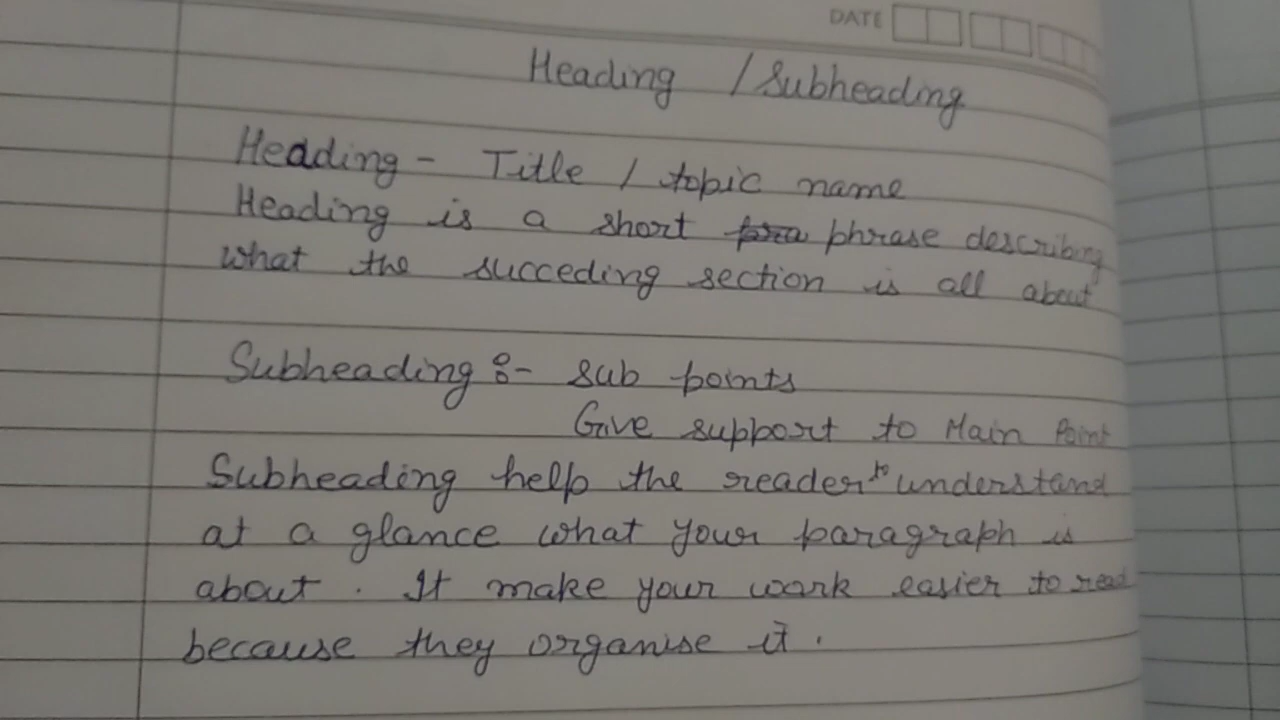 DATE
Heading / Subheading
Heading - Title / topic name
Heading is a short phrase describing
what the succeding section is all about
Subheading :- sub points
Give support to Main Point
Subheading help the reader to understand
at a glance what your paragraph is
about. It make your work easier to read
because they organise it.